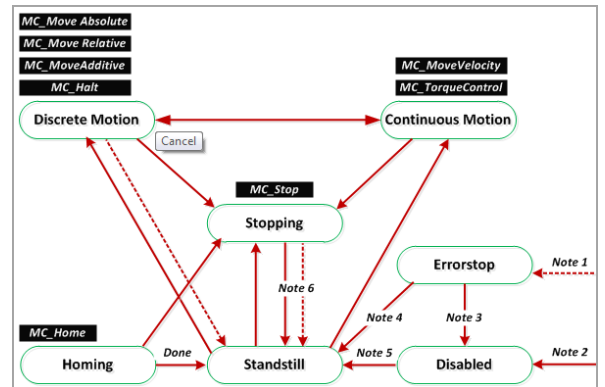 MC_Move Absolute
MC_Move Relative
MC_MoveAdditive
MC_Halt
Discrete Motion
MC_MoveVelocity
MC_TorqueControl
Continuous Motion
Cancel
MC_Stop
Stopping
Errorstop
Note 1
Note 6
Note 4
Note 3
MC_Home
Homing
Done
Standstill
Note 5
Disabled
Note 2